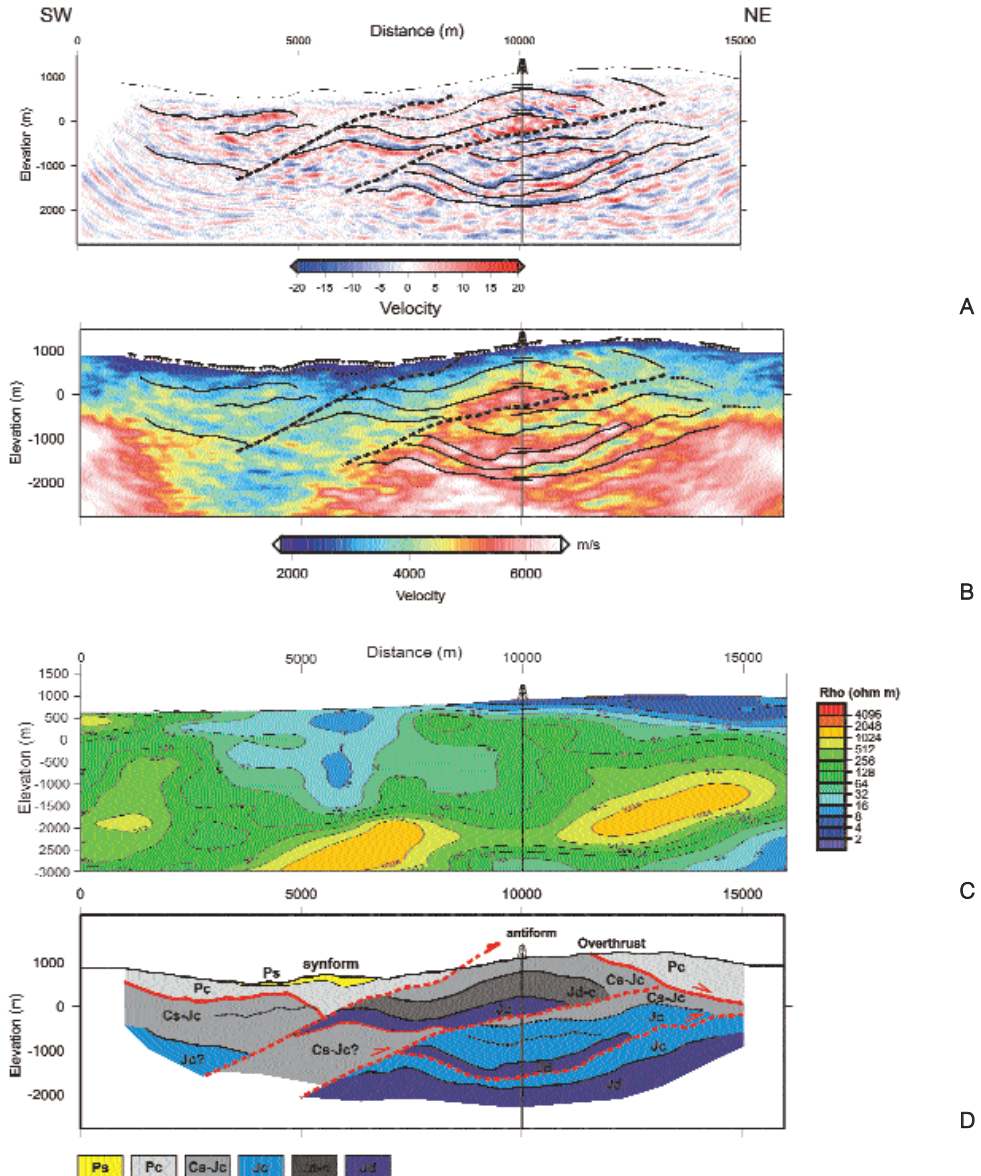 SW NE
Distance (m)
0 5000 10000 15000
1000
0
-1000
2000
Elevation (m)
-20 -15 -10 -5 0 5 10 15 20
Velocity
A
1000
0
-1000
-2000
Elevation (m)
m/s
2000 4000 6000
Velocity
B
0 5000 Distance (m) 10000 15000
1500
1000
500
0
-500
-1000
-1500
2000
2500
-3000
Elevation (m)
Rho (ohm m)
4096
2048
1024
512
256
128
64
32
16
8
4
2
C
0 5000 10000 15000
antiform
Overthrust
Ps synform
Pc Pc
1000
0
-1000
-2000
Elevation (m)
Cs-Jc Jd-c Cs-Jc
Cs-Jc
Jc
Jc? Cs-Jc? Jc
Jd
Jd
D
Ps Pc Cs-Jc Jc Jd-c Jd